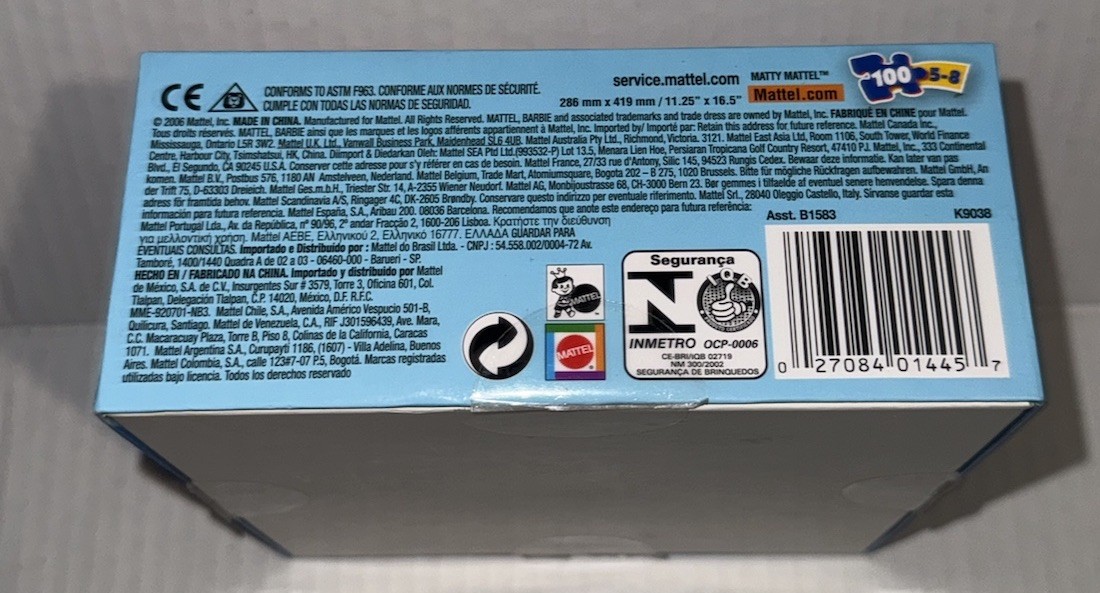 CE
CONFORMS TO ASTM F963. CONFORME AUX NORMES DE SÉCURITÉ.
CUMPLE CON TODAS LAS NORMAS DE SEGURIDAD.
service.mattel.com
MATTY MATTEL™
286 mm x 419 mm / 11.25" x 16.5"
Mattel.com
100
5-8
© 2006 Mattel, Inc. MADE IN CHINA. Manufactured for Mattel. All Rights Reserved. MATTEL, BARBIE and associated trademarks and trade dress are owned by Mattel, Inc. FABRIQUÉ EN CHINE pour Mattel.
Tous droits réservés. MATTEL, BARBIE ainsi que les marques et les logos afférents appartiennent à Mattel, Inc. Imported by/ Importé par: Retain this address for future reference. Mattel Canada Inc.,
Mississauga, Ontario L5R 3W2. Mattel U.K. Ltd., Vanwall Business Park, Maidenhead SL6 4UB. Mattel Australia Pty Ltd., Richmond, Victoria. 3121. Mattel East Asia Ltd, Room 1106, South Tower, World Finance
Centre, Harbour City, Tsimshatsui, HK, China. Diimport & Diedarkan Oleh: Mattel SEA Ptd Ltd.(993532-P) Lot 13.5, Menara Lien Hoe, Persiaran Tropicana Golf Country Resort, 47410 PJ. Mattel, Inc., 333 Continental
Blvd., El Segundo, CA 90245 U.S.A. Conserver cette adresse pour s'y référer en cas de besoin. Mattel France, 27/33 rue d'Antony, Silic 145, 94523 Rungis Cedex. Bewaar deze informatie. Kan later van pas
komen. Mattel B.V., Postbus 576, 1180 AN Amstelveen, Nederland. Mattel Belgium, Trade Mart, Atomiumsquare, Bogota 202 – B 275, 1020 Brussels. Bitte für mögliche Rückfragen aufbewahren. Mattel GmbH, An
der Trift 75, D-63303 Dreieich. Mattel Ges.m.b.H., Triester Str. 14, A-2355 Wiener Neudorf. Mattel AG, Monbijoustrasse 68, CH-3000 Bern 23. Bør gemmes i tilfælde af eventuel senere henvendelse. Spara denna
adress för framtida behov. Mattel Scandinavia A/S, Ringager 4C, DK-2605 Brøndby. Conservare questo indirizzo per eventuale riferimento. Mattel Srl., 28040 Oleggio Castello, Italy. Sirvanse guardar esta
información para futura referencia. Mattel España, S.A., Aribau 200. 08036 Barcelona. Recomendamos que anote este endereço para futura referência:
Mattel Portugal Lda., Av. da República, nº 90/96, 2º andar Fracção 2, 1600-206 Lisboa. Κρατήστε την διεύθυνση
για μελλοντική χρήση. Mattel AEBE, Ελληνικού 2, Ελληνικό 16777. ΕΛΛΑΔΑ GUARDAR PARA
EVENTUAIS CONSULTAS. Importado e Distribuido por : Mattel do Brasil Ltda. - CNPJ : 54.558.002/0004-72 Av.
Tamboré, 1400/1440 Quadra A de 02 a 03 - 06460-000 - Barueri - SP.
HECHO EN / FABRICADO NA CHINA. Importado y distribuido por Mattel
de México, S.A. de C.V., Insurgentes Sur # 3579, Torre 3, Oficina 601, Col.
Tlalpan, Delegación Tlalpan, C.P. 14020, México, D.F. R.F.C.
MME-920701-NB3. Mattel Chile, S.A., Avenida Américo Vespucio 501-B,
Quilicura, Santiago. Mattel de Venezuela, C.A., RIF J301596439, Ave. Mara,
C.C. Macaracuay Plaza, Torre B, Piso 8, Colinas de la California, Caracas
1071. Mattel Argentina S.A., Curupaytí 1186, (1607) - Villa Adelina, Buenos
Aires. Mattel Colombia, S.A., calle 123#7-07 P.5, Bogotá. Marcas registradas
utilizadas bajo licencia. Todos los derechos reservado
Asst. B1583
K9038
MATTEL
MATTEL
Segurança
IQB
INMETRO OCP-0006
CE-BRI/IQB 02719
NM 300/2002
SEGURANÇA DE BRINQUEDOS
0 27084 01445 7